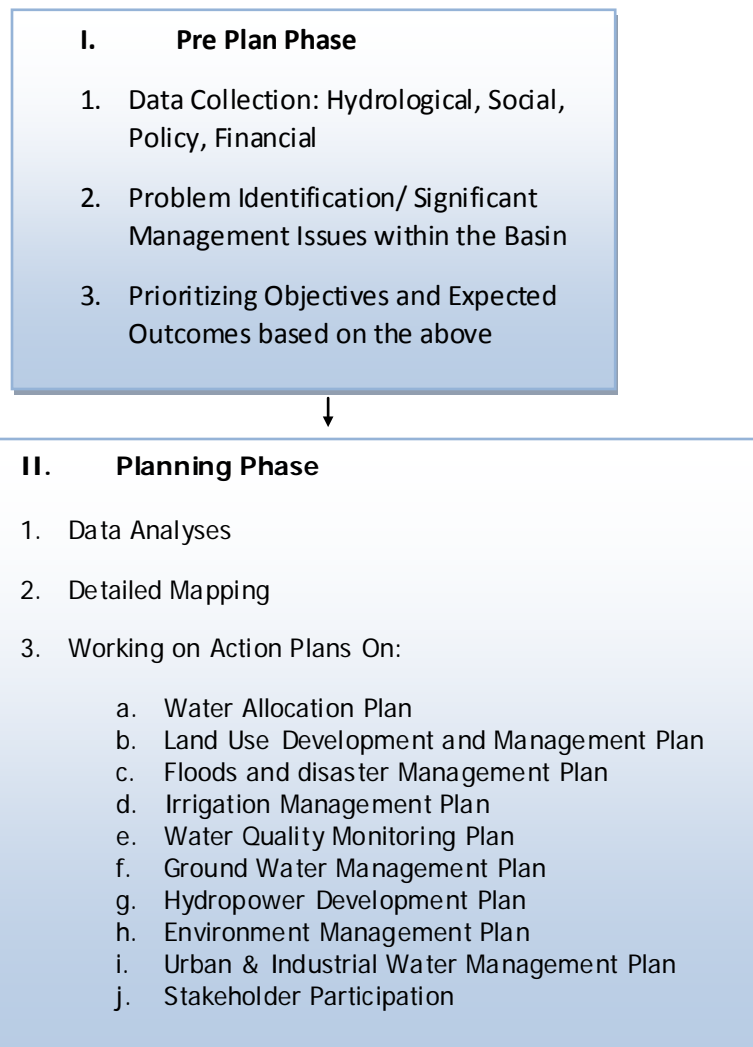 I. Pre Plan Phase
1. Data Collection: Hydrological, Social,
Policy, Financial
2. Problem Identification/ Significant
Management Issues within the Basin
3. Prioritizing Objectives and Expected
Outcomes based on the above
II. Planning Phase
1. Data Analyses
2. Detailed Mapping
3. Working on Action Plans On:
a. Water Allocation Plan
b. Land Use Development and Management Plan
c. Floods and disaster Management Plan
d. Irrigation Management Plan
e. Water Quality Monitoring Plan
f. Ground Water Management Plan
g. Hydropower Development Plan
h. Environment Management Plan
i. Urban & Industrial Water Management Plan
j. Stakeholder Participation